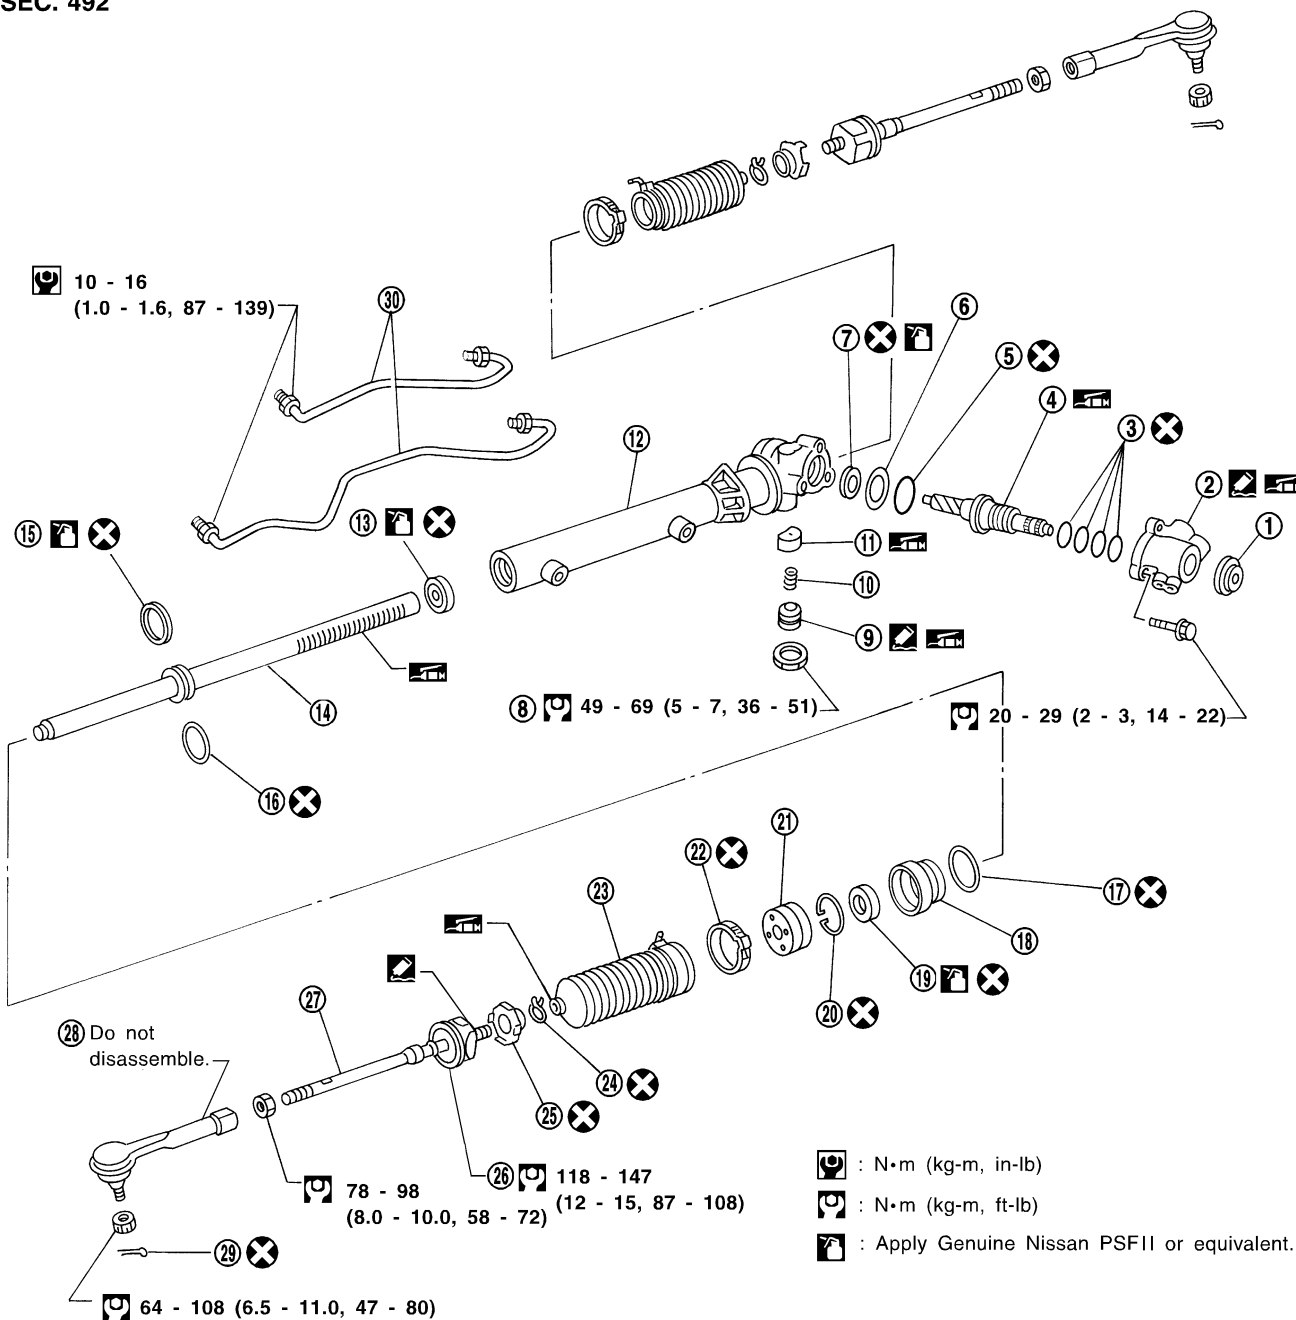 SEC. 492
10 - 16
(1.0 - 1.6, 87 - 139)
30
6
7
5
4
3
12
2
15
13
1
11
10
9
14
8 49 - 69 (5 - 7, 36 - 51)
20 - 29 (2 - 3, 14 - 22)
16
21
22
23
17
18
19
20
27
28 Do not
disassemble.
24
25
26 118 - 147
(12 - 15, 87 - 108)
78 - 98
(8.0 - 10.0, 58 - 72)
29
64 - 108 (6.5 - 11.0, 47 - 80)
: N•m (kg-m, in-lb)
: N•m (kg-m, ft-lb)
: Apply Genuine Nissan PSFII or equivalent.